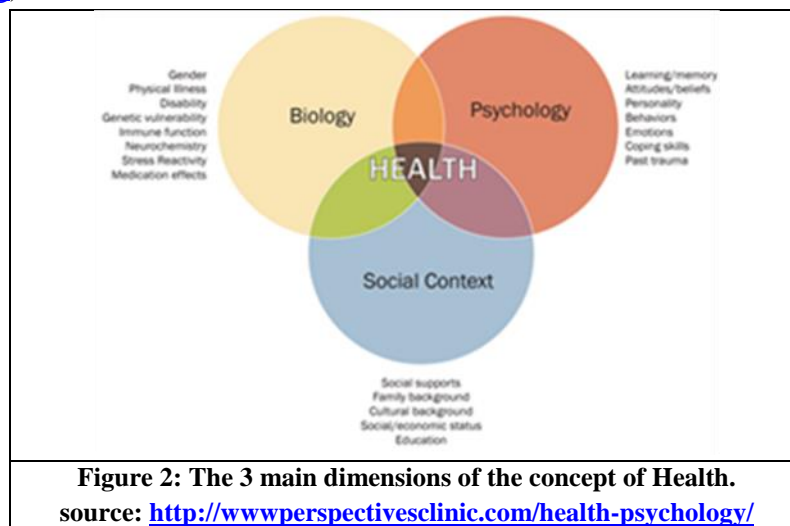 Gender
Physical Illness
Disability
Genetic vulnerability
Immune function
Neurochemistry
Stress Reactivity
Medication effects
Biology
Psychology
Learning/memory
Attitudes/beliefs
Personality
Behaviors
Emotions
Coping skills
Past trauma
HEALTH
Social Context
Social supports
Family background
Cultural background
Social/economic status
Education
Figure 2: The 3 main dimensions of the concept of Health.
source: http://wwwperspectivesclinic.com/health-psychology/